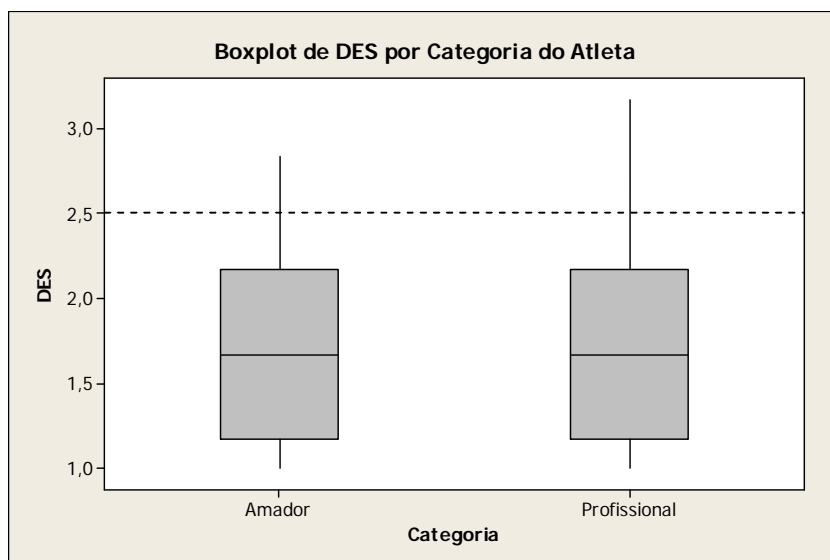 Boxplot de DES por Categoria do Atleta
3,0
2,5
2,0
1,5
1,0
DES
Amador
Profissional
Categoria